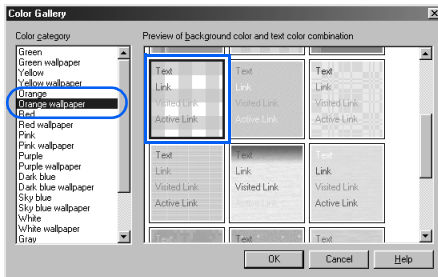 Color Gallery
Color category
Preview of background color and text color combination
Green
Green wallpaper
Yellow
Yellow wallpaper
Orange
Orange wallpaper
Red
Red wallpaper
Pink
Pink wallpaper
Purple
Purple wallpaper
Dark blue
Dark blue wallpaper
Sky blue
Sky blue wallpaper
White
White wallpaper
Gray
Text
Link
Visited Link
Active Link
Text
Link
Visited Link
Active Link
Text
Link
Visited Link
Active Link
Text
Link
Visited Link
Active Link
Text
Link
Visited Link
Active Link
Text
Link
Visited Link
Active Link
Text
Text
Text
OK
Cancel
Help